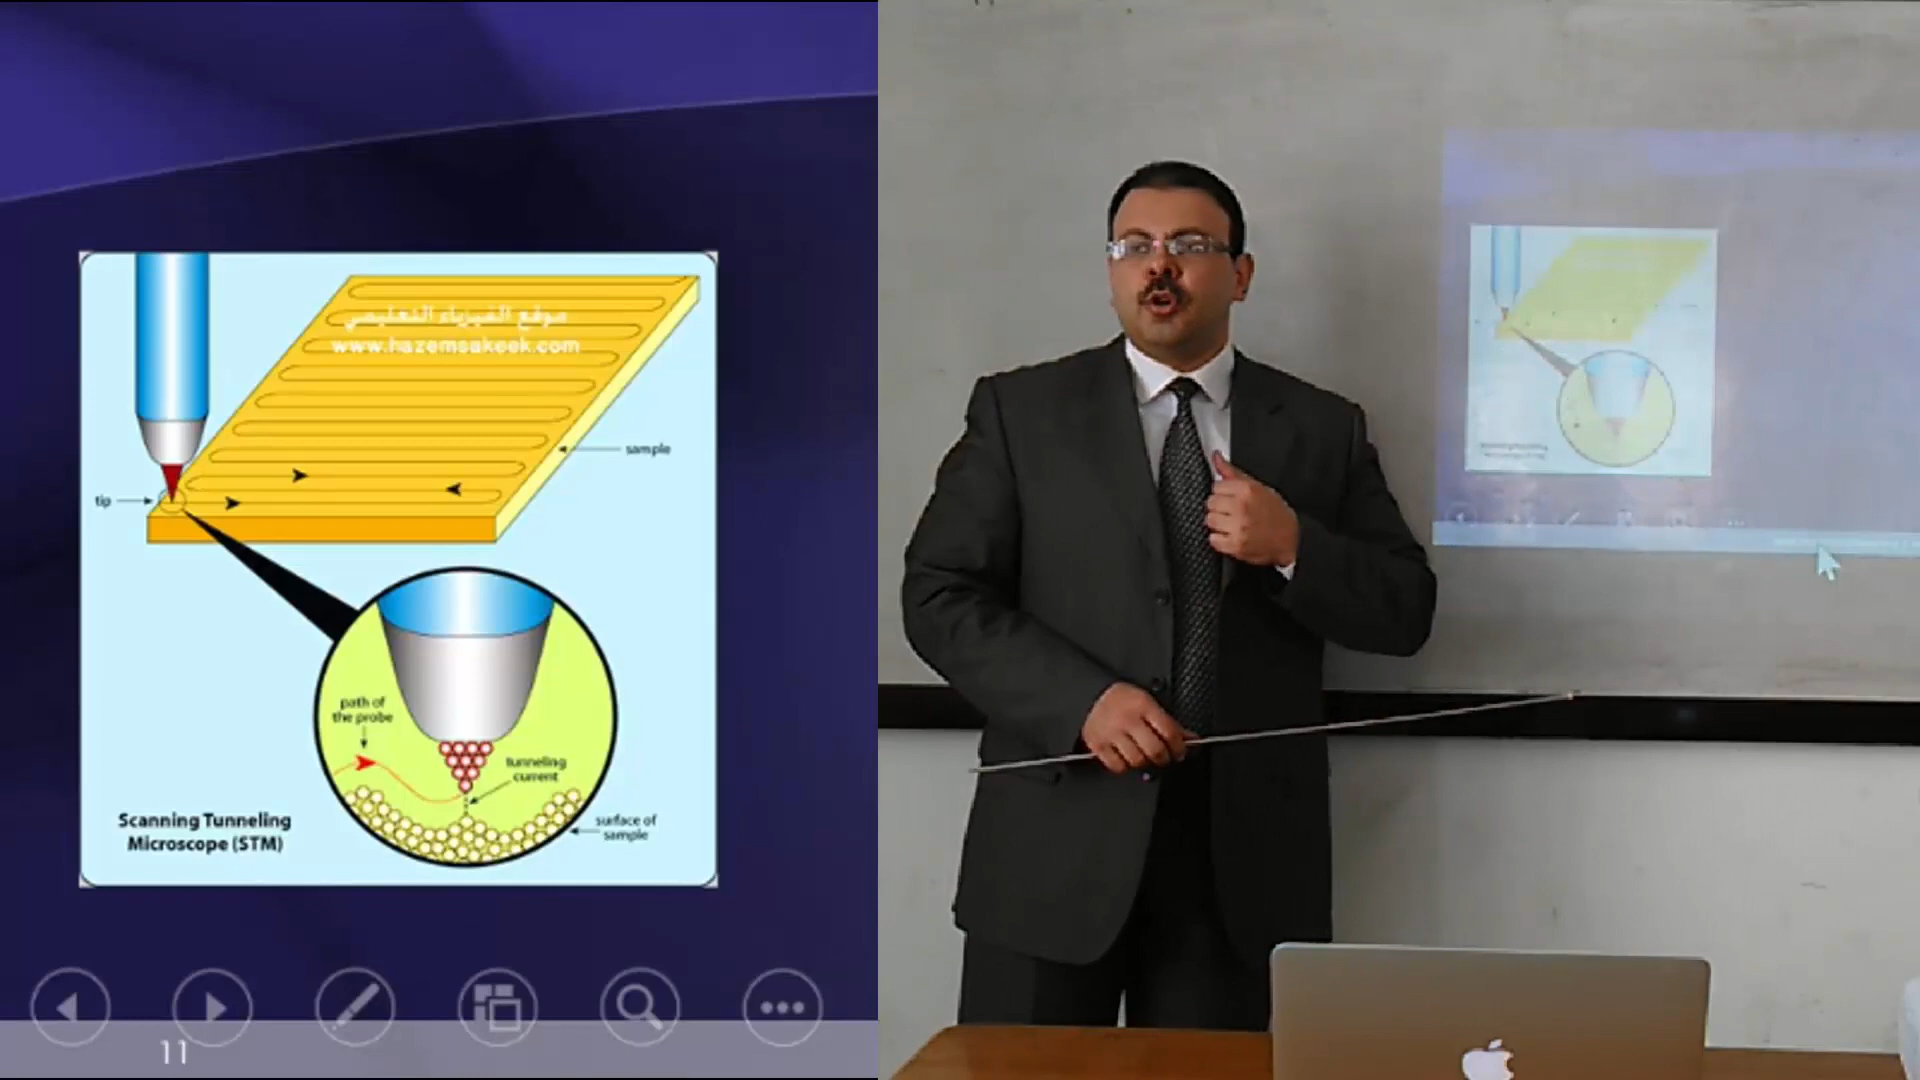 موقع الفيزياء التعليمي
www.hazemsakeek.com
sample
tip
path of
the probe
tunneling
current
surface of
sample
Scanning Tunneling
Microscope (STM)
11